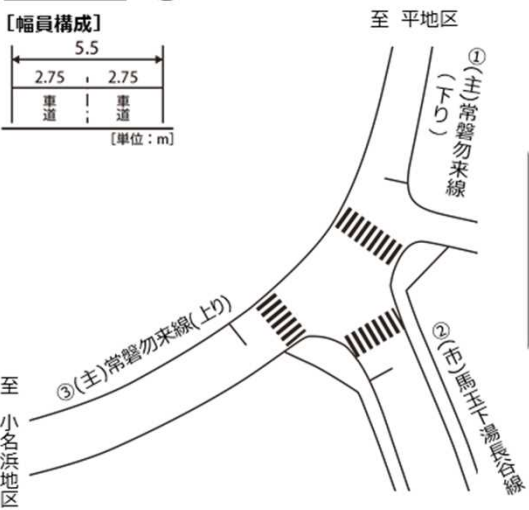 [幅員構成]
5.5
2.75 2.75
車道 車道
[単位：m]
至 平地区
①(主)常磐勿来線
(下り)
②(市)馬玉下湯長谷線
③(主)常磐勿来線(上り)
至 小名浜地区